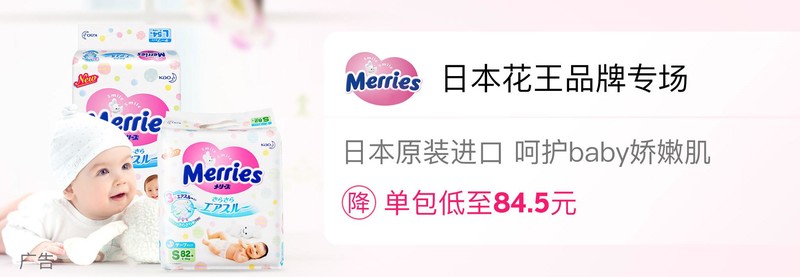 Merries
日本花王品牌专场
日本原装进口 呵护baby娇嫩肌
降 单包低至84.5元
New
KAO
L 54
Merries
KAO
Merries
メリーズ
さらさら
エアスルー
S 82
广告